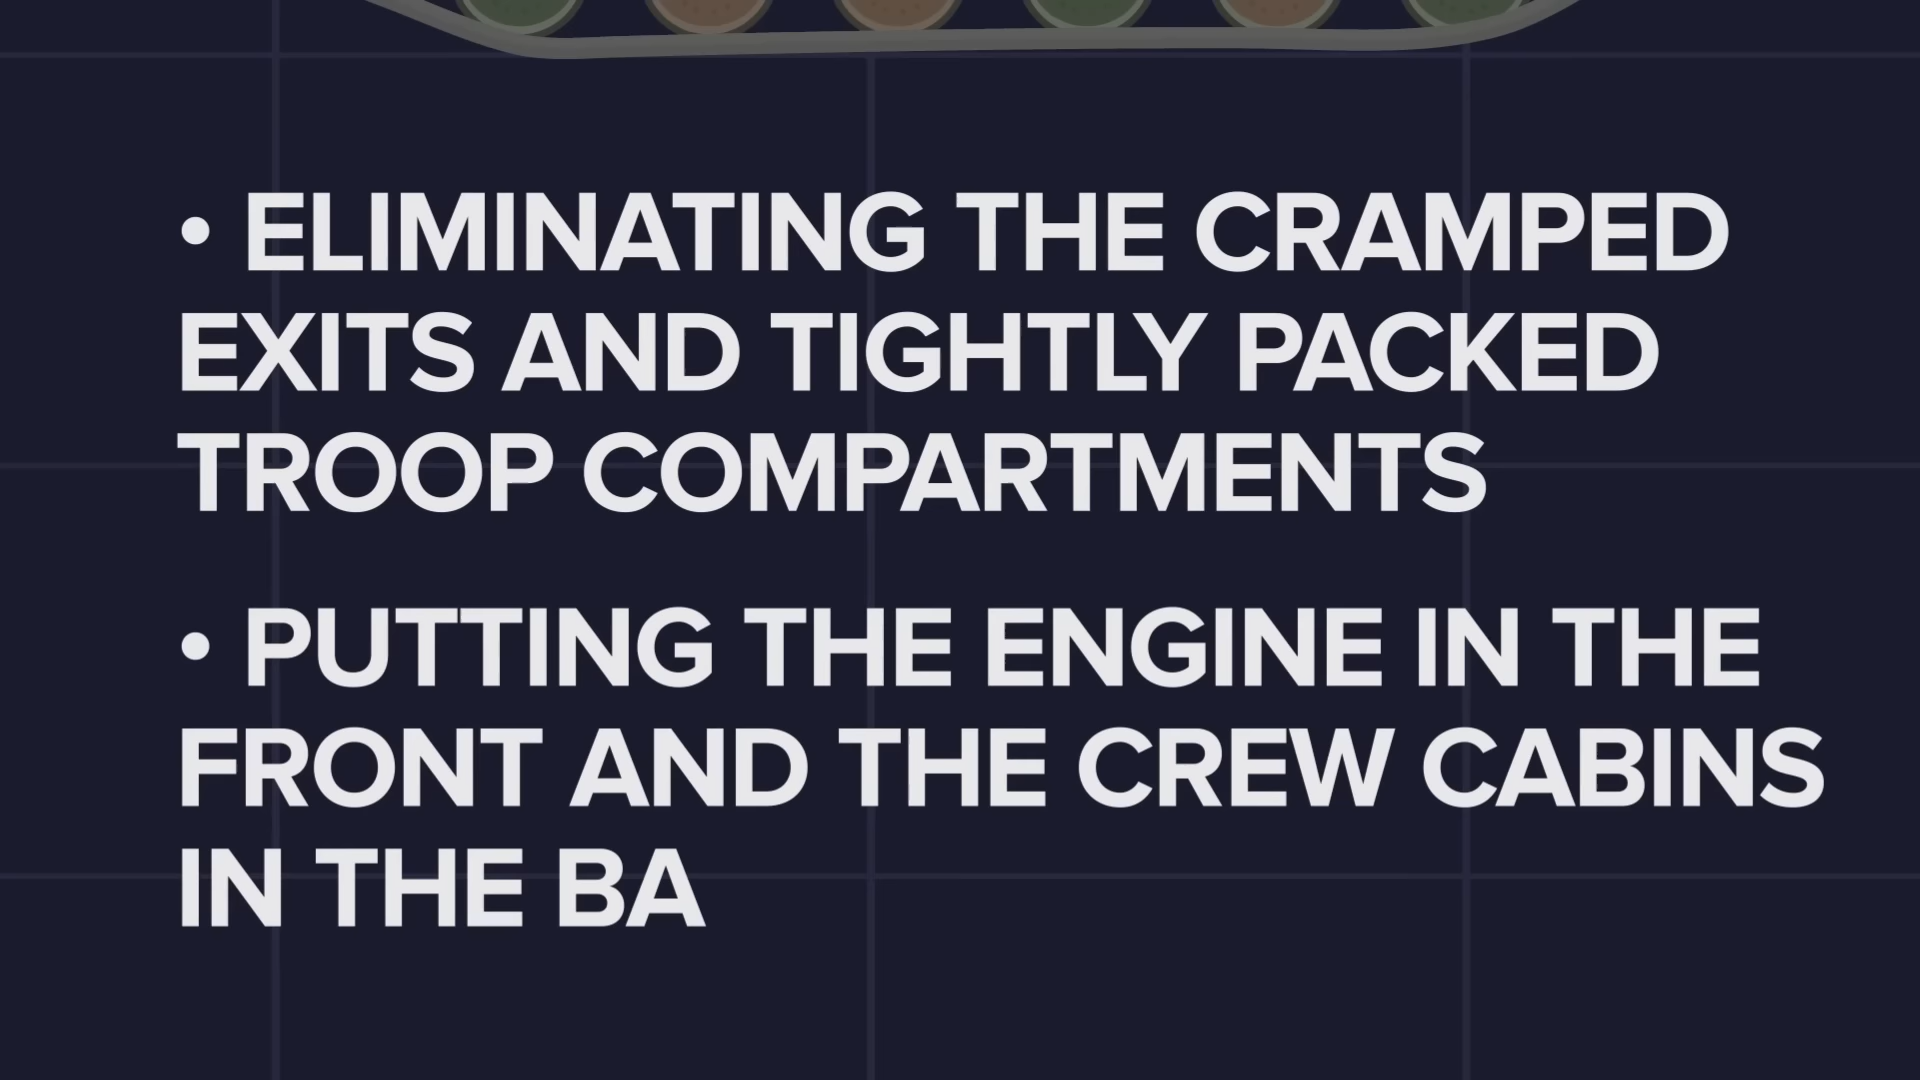 • ELIMINATING THE CRAMPED
EXITS AND TIGHTLY PACKED
TROOP COMPARTMENTS
• PUTTING THE ENGINE IN THE
FRONT AND THE CREW CABINS
IN THE BA